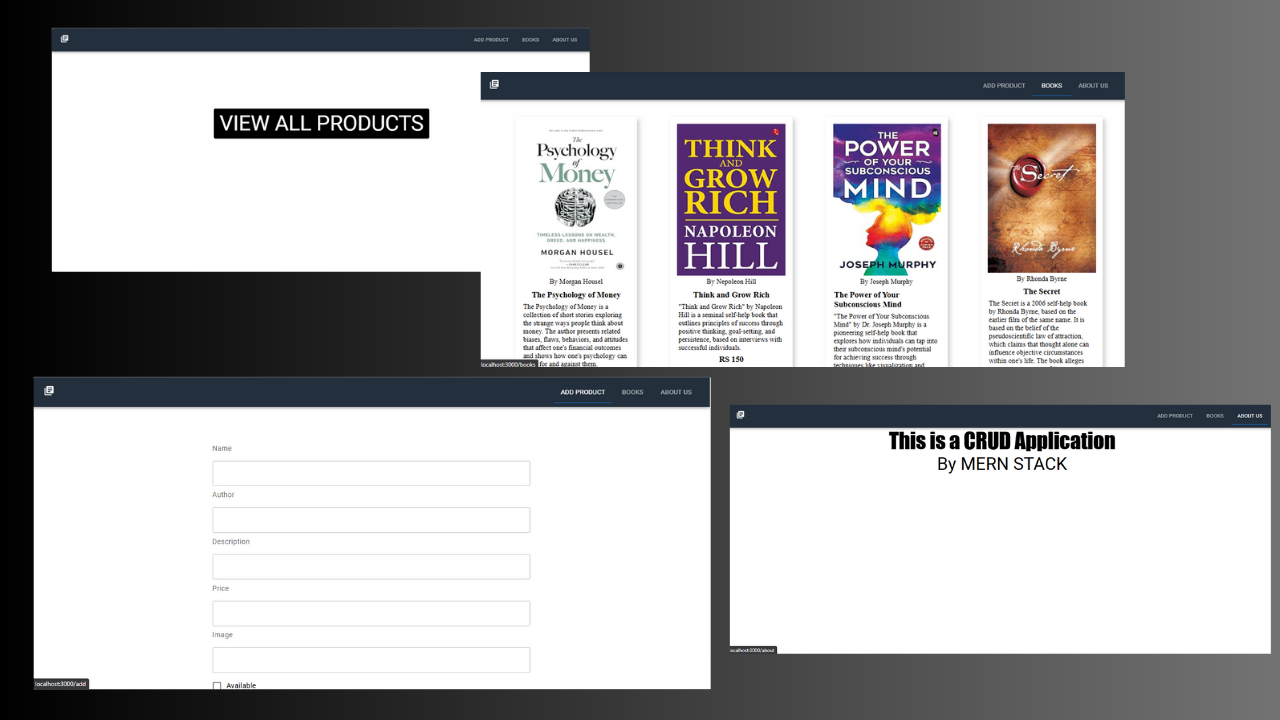 ADD PRODUCT BOOKS ABOUT US
VIEW ALL PRODUCTS
ADD PRODUCT BOOKS ABOUT US
The
Psychology
of
Money
TIMELESS LESSONS ON WEALTH,
GREED, AND HAPPINESS
MORGAN HOUSEL
By Morgan Housel
The Psychology of Money
The Psychology of Money is a
collection of short stories exploring
the strange ways people think about
money. The author presents related
biases, flaws, behaviors, and attitudes
that affect one's financial outcomes
and shows how one's psychology can
for and against them.
THINK
AND
GROW
RICH
NAPOLEON
HILL
By Nepoleon Hill
Think and Grow Rich
"Think and Grow Rich" by Napoleon
Hill is a seminal self-help book that
outlines principles of success through
positive thinking, goal-setting, and
persistence, based on interviews with
successful individuals.
RS 150
THE
POWER
OF YOUR
SUBCONSCIOUS
MIND
JOSEPH MURPHY
By Joseph Murphy
The Power of Your
Subconscious Mind
"The Power of Your Subconscious
Mind" by Dr. Joseph Murphy is a
pioneering self-help book that
explores how individuals can tap into
their subconscious mind's potential
for achieving success through
techniques like visualization and
The
Secret
Rhonda Byrne
By Rhonda Byrne
The Secret
The Secret is a 2006 self-help book
by Rhonda Byrne, based on the
earlier film of the same name. It is
based on the belief of the
pseudoscientific law of attraction,
which claims that thought alone can
influence objective circumstances
within one's life. The book alleges
localhost:3000/books
ADD PRODUCT BOOKS ABOUT US
Name
Author
Description
Price
Image
Available
localhost:3000/add
ADD PRODUCT BOOKS ABOUT US
This is a CRUD Application
By MERN STACK
localhost:3000/about